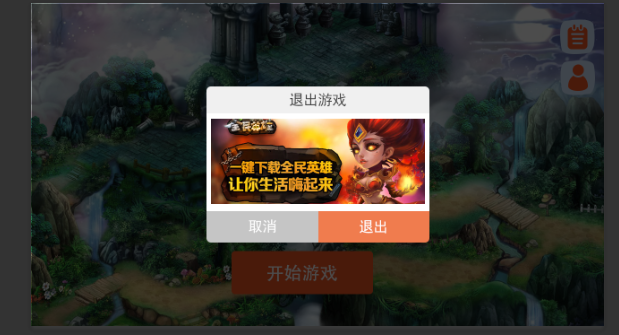 退出游戏
全民英雄
一键下载全民英雄
让你生活嗨起来
取消
退出
开始游戏